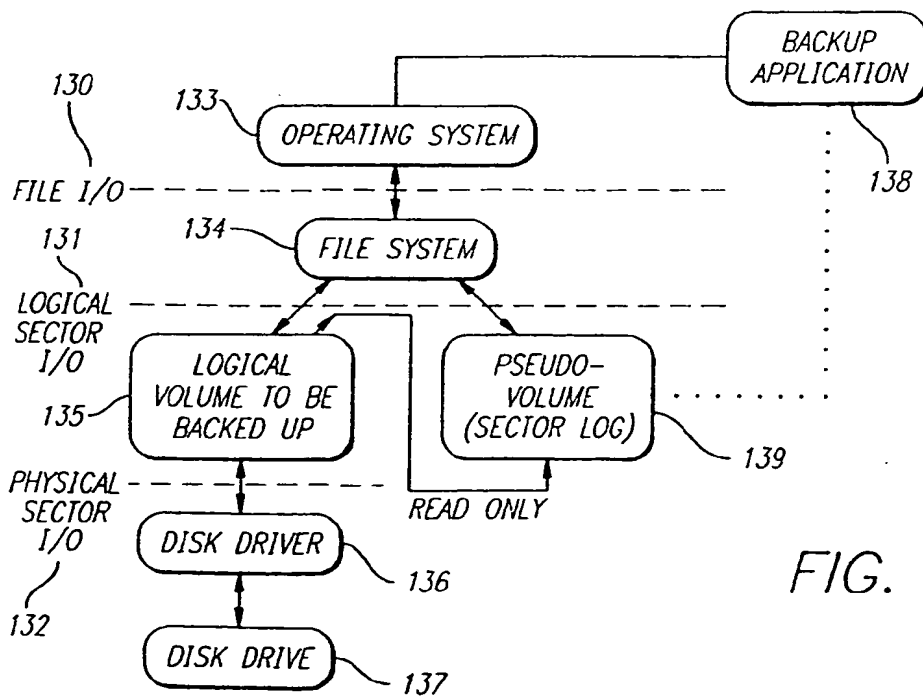 BACKUP
APPLICATION
138
130
133
OPERATING SYSTEM
FILE I/O
134
FILE SYSTEM
131
LOGICAL
SECTOR
I/O
135
LOGICAL
VOLUME TO BE
BACKED UP
PSEUDO-
VOLUME
(SECTOR LOG)
139
PHYSICAL
SECTOR
I/O
132
READ ONLY
DISK DRIVER
136
DISK DRIVE
137
FIG.